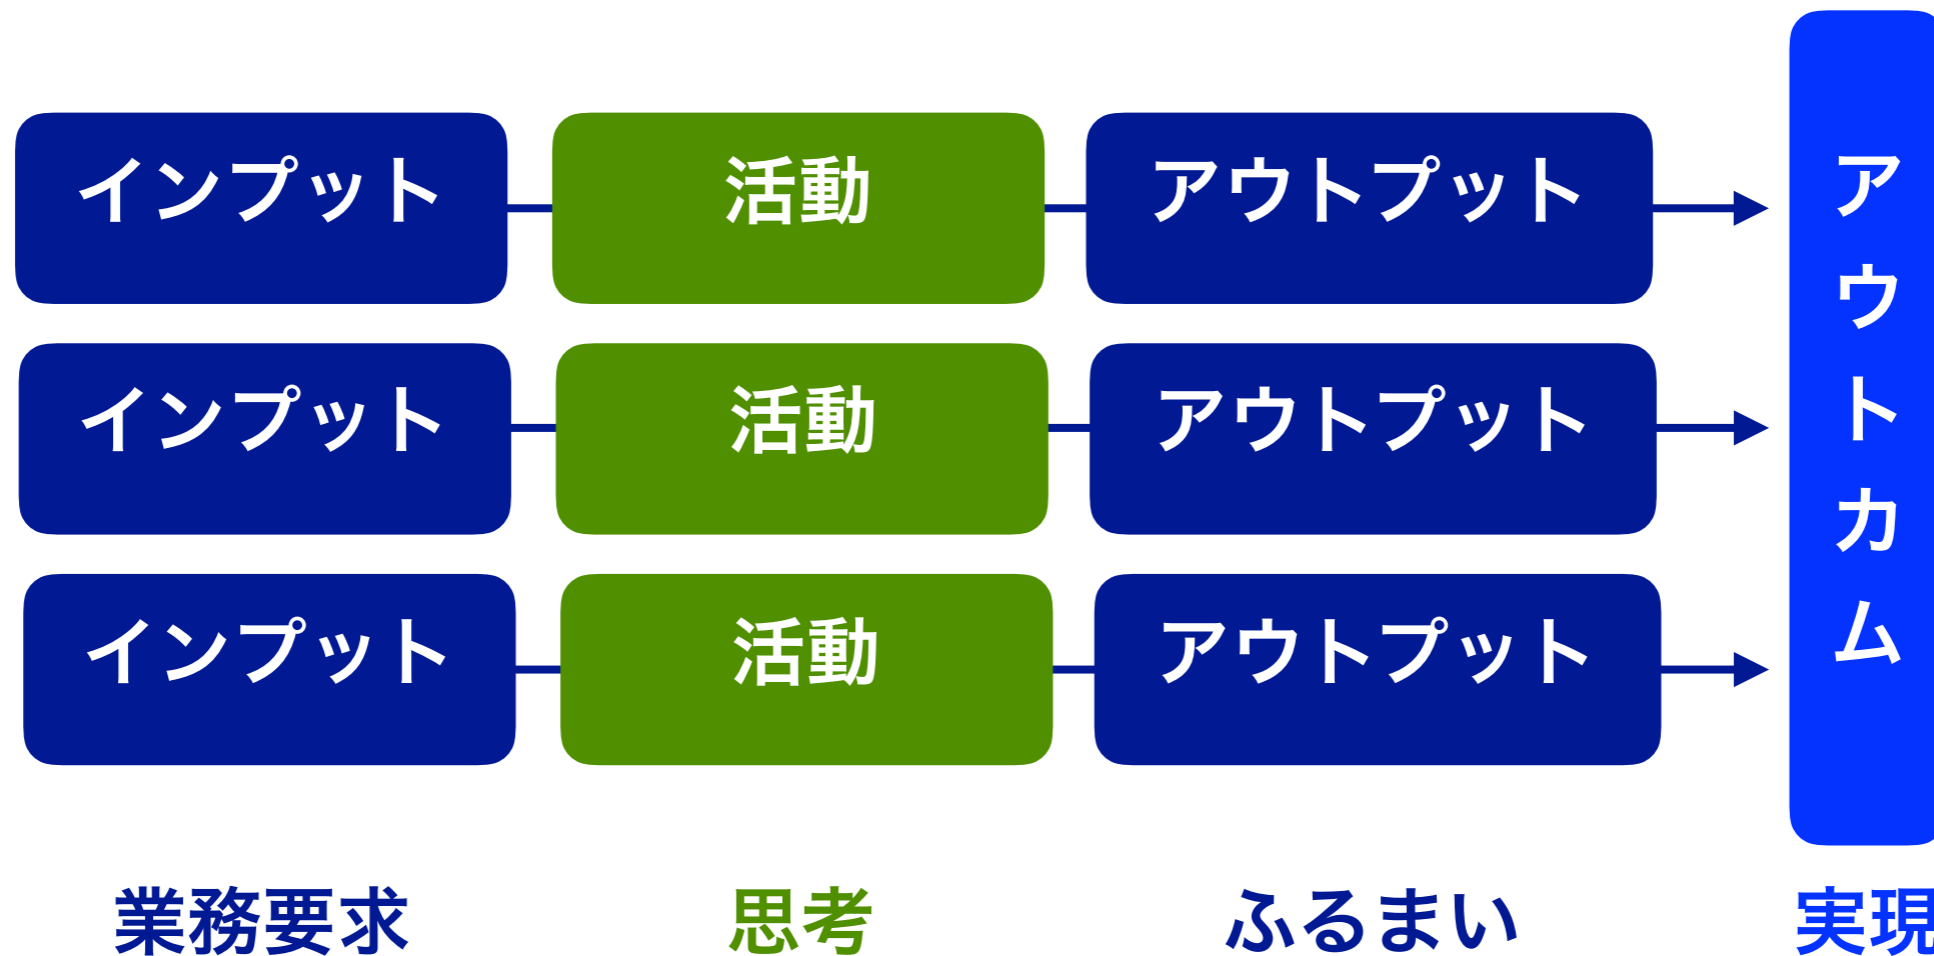 インプット 活動 アウトプット
インプット 活動 アウトプット
インプット 活動 アウトプット
アウトカム
業務要求 思考 ふるまい 実現